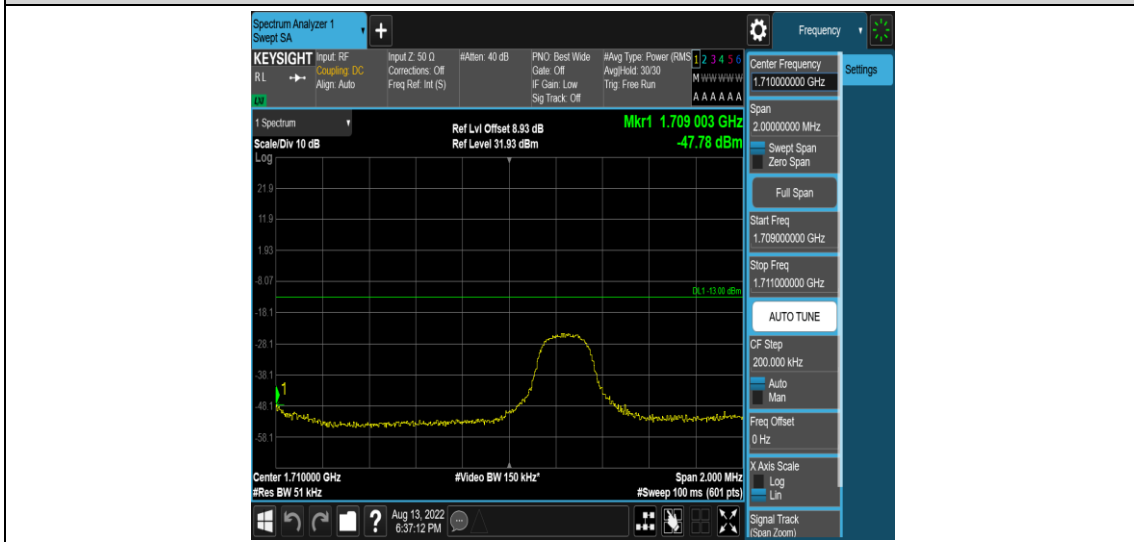 Spectrum Analyzer 1
Swept SA
Frequency
KEYSIGHT
RL
LXI
Input: RF
Coupling: DC
Align: Auto
Input Z: 50 Ω
Corrections: Off
Freq Ref: Int (S)
#Atten: 40 dB
PNO: Best Wide
Gate: Off
IF Gain: Low
Sig Track: Off
#Avg Type: Power (RMS
Avg|Hold: 30/30
Trig: Free Run
1 2 3 4 5 6
M W W W W W
A A A A A A
1 Spectrum
Scale/Div 10 dB
Log
Ref Lvl Offset 8.93 dB
Ref Level 31.93 dBm
Mkr1 1.709 003 GHz
-47.78 dBm
21.9
11.9
1.93
-8.07
DL1 -13.00 dBm
-18.1
-28.1
-38.1
1
-48.1
-58.1
Center 1.710000 GHz
#Res BW 51 kHz
#Video BW 150 kHz*
Span 2.000 MHz
#Sweep 100 ms (601 pts)
Aug 13, 2022
6:37:12 PM
Center Frequency
1.710000000 GHz
Settings
Span
2.00000000 MHz
Swept Span
Zero Span
Full Span
Start Freq
1.709000000 GHz
Stop Freq
1.711000000 GHz
AUTO TUNE
CF Step
200.000 kHz
Auto
Man
Freq Offset
0 Hz
X Axis Scale
Log
Lin
Signal Track
(Span Zoom)